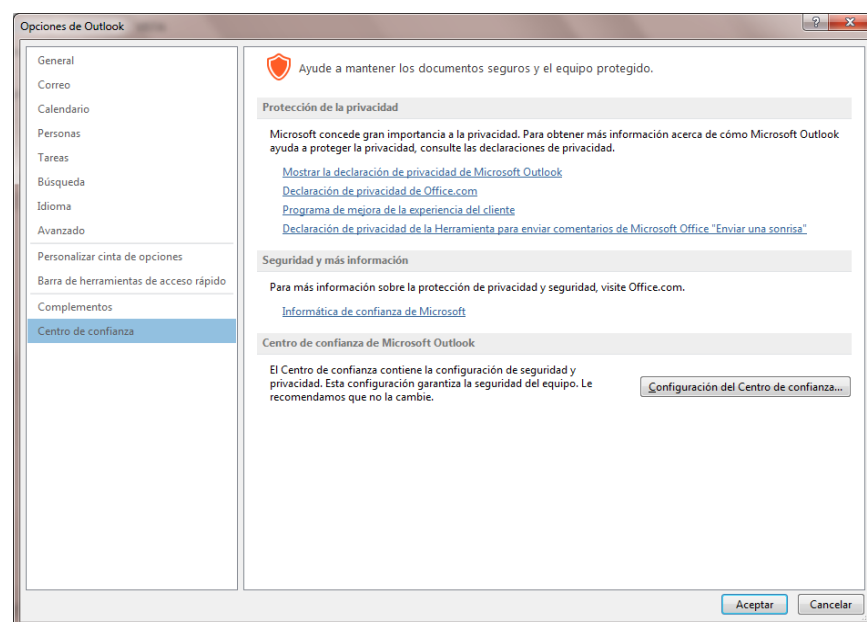 Opciones de Outlook
General
Correo
Calendario
Personas
Tareas
Búsqueda
Idioma
Avanzado
Personalizar cinta de opciones
Barra de herramientas de acceso rápido
Complementos
Centro de confianza
Ayude a mantener los documentos seguros y el equipo protegido.
Protección de la privacidad
Microsoft concede gran importancia a la privacidad. Para obtener más información acerca de cómo Microsoft Outlook
ayuda a proteger la privacidad, consulte las declaraciones de privacidad.
Mostrar la declaración de privacidad de Microsoft Outlook
Declaración de privacidad de Office.com
Programa de mejora de la experiencia del cliente
Declaración de privacidad de la Herramienta para enviar comentarios de Microsoft Office "Enviar una sonrisa"
Seguridad y más información
Para más información sobre la protección de privacidad y seguridad, visite Office.com.
Informática de confianza de Microsoft
Centro de confianza de Microsoft Outlook
El Centro de confianza contiene la configuración de seguridad y
privacidad. Esta configuración garantiza la seguridad del equipo. Le
recomendamos que no la cambie.
Configuración del Centro de confianza...
Aceptar
Cancelar